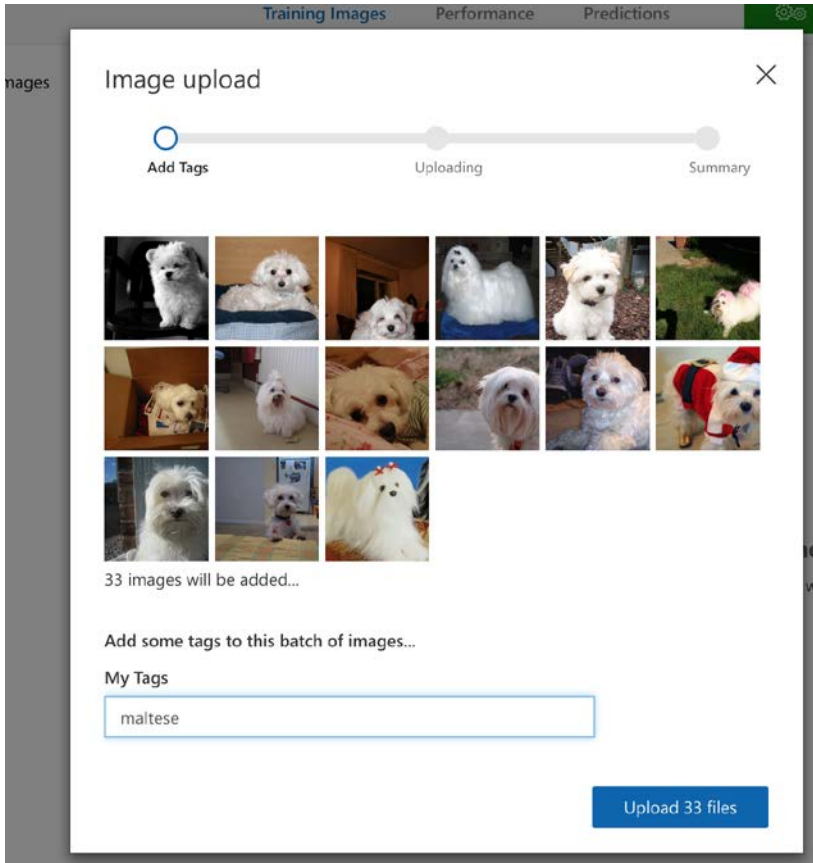 Training Images Performance Predictions
mages
Image upload
Add Tags Uploading Summary
33 images will be added...
Add some tags to this batch of images...
My Tags
maltese
Upload 33 files